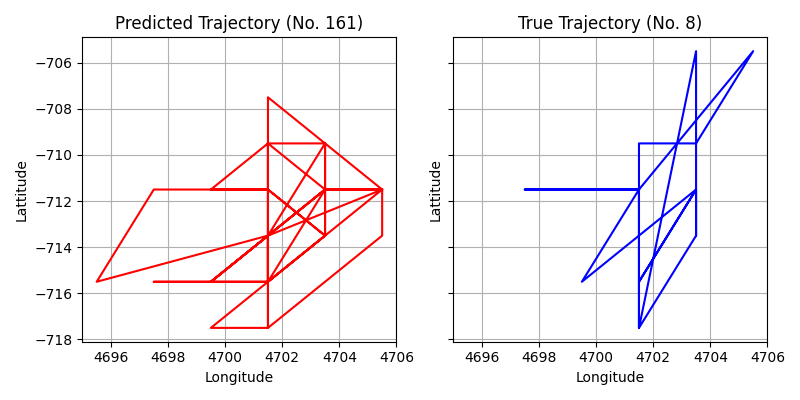 Predicted Trajectory (No. 161)
True Trajectory (No. 8)
Lattitude
−706
−708
−710
−712
−714
−716
−718
4696 4698 4700 4702 4704 4706
Longitude
Lattitude
4696 4698 4700 4702 4704 4706
Longitude